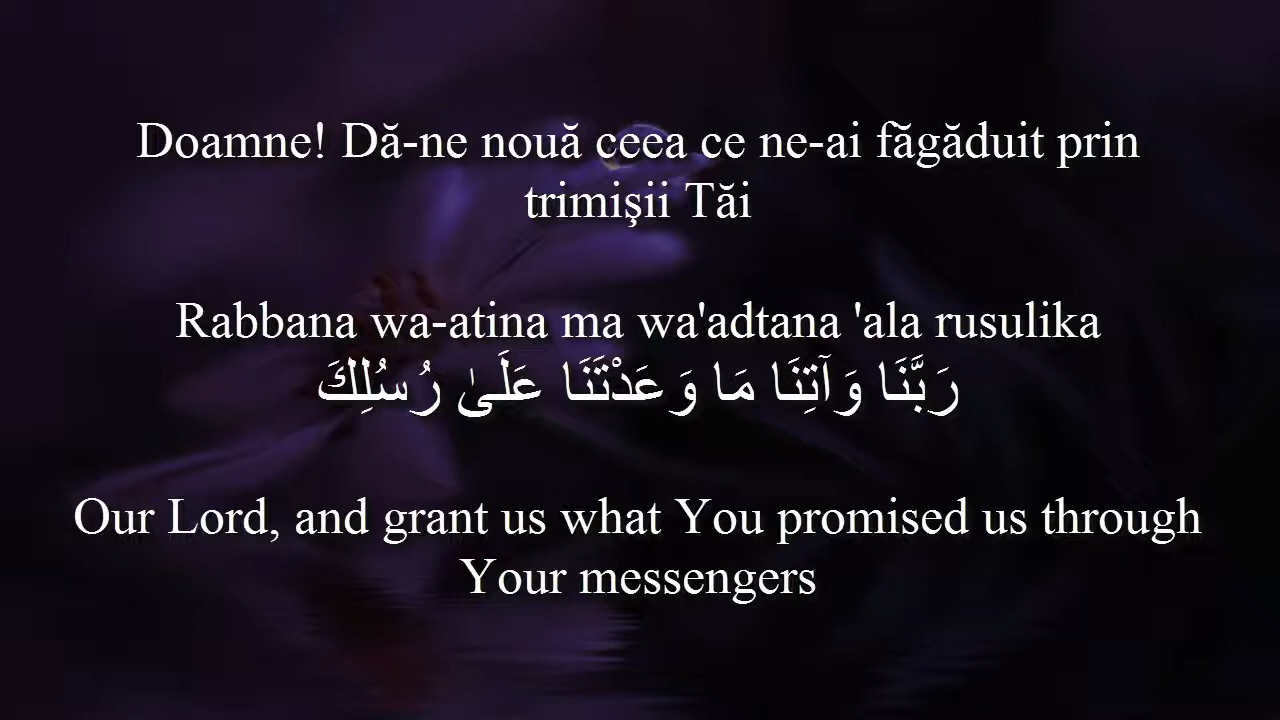 Doamne! Dă-ne nouă ceea ce ne-ai făgăduit prin
trimişii Tăi
Rabbana wa-atina ma wa'adtana 'ala rusulika
رَبَّنَا وَآتِنَا مَا وَعَدْتَنَا عَلَىٰ رُسُلِكَ
Our Lord, and grant us what You promised us through
Your messengers